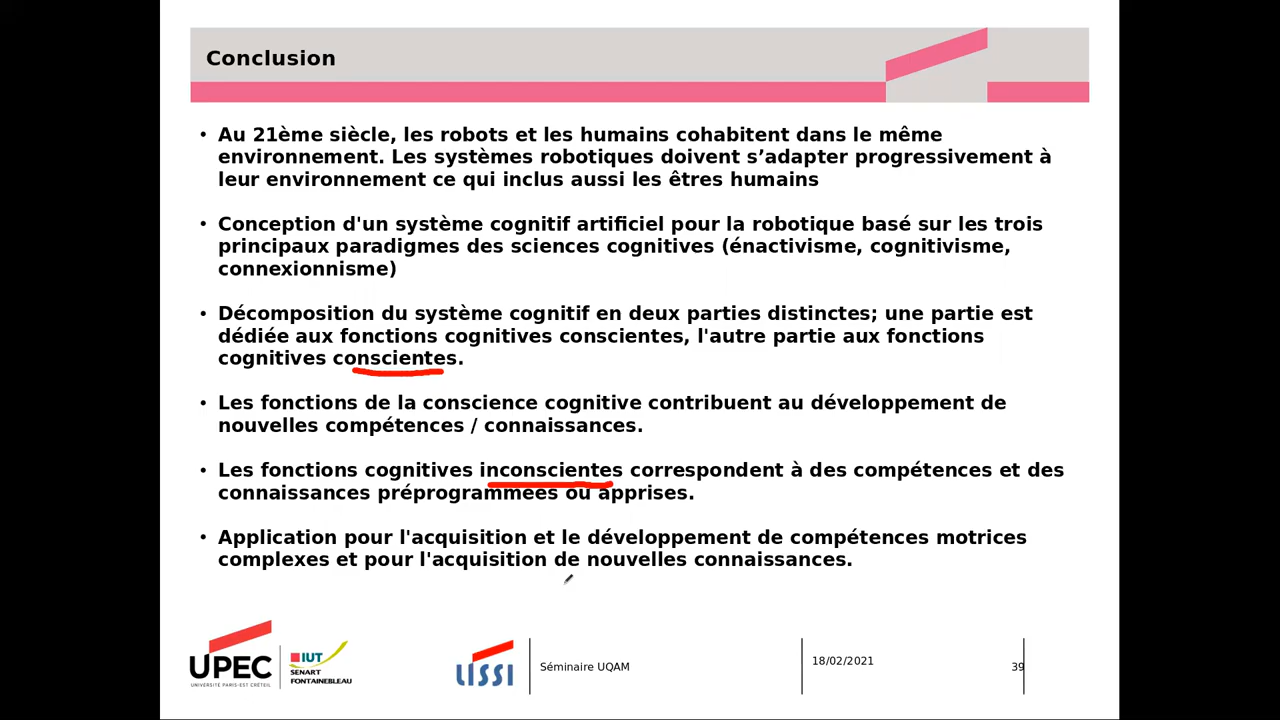 Conclusion
• Au 21ème siècle, les robots et les humains cohabitent dans le même
environnement. Les systèmes robotiques doivent s’adapter progressivement à
leur environnement ce qui inclus aussi les êtres humains
• Conception d'un système cognitif artificiel pour la robotique basé sur les trois
principaux paradigmes des sciences cognitives (énactivisme, cognitivisme,
connexionnisme)
• Décomposition du système cognitif en deux parties distinctes; une partie est
dédiée aux fonctions cognitives conscientes, l'autre partie aux fonctions
cognitives conscientes.
• Les fonctions de la conscience cognitive contribuent au développement de
nouvelles compétences / connaissances.
• Les fonctions cognitives inconscientes correspondent à des compétences et des
connaissances préprogrammées ou apprises.
• Application pour l'acquisition et le développement de compétences motrices
complexes et pour l'acquisition de nouvelles connaissances.
UPEC
UNIVERSITÉ PARIS-EST CRÉTEIL
IUT
SENART
FONTAINEBLEAU
LISSI
Séminaire UQAM
18/02/2021
39